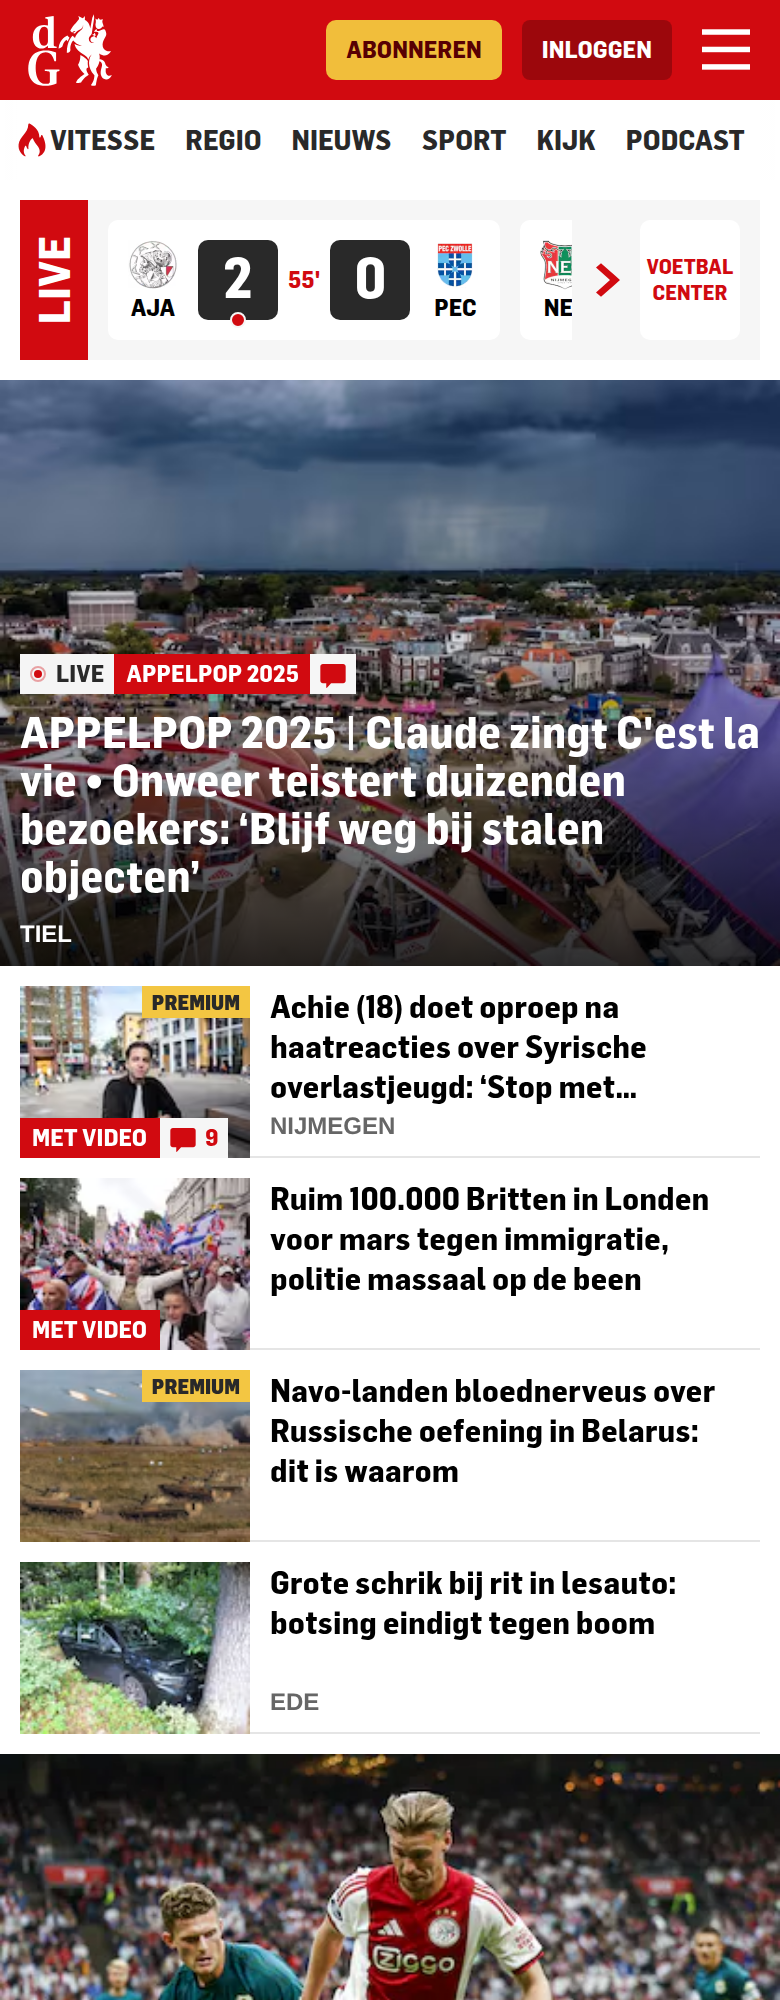 dG
ABONNEREN
INLOGGEN
VITESSE REGIO NIEUWS SPORT KIJK PODCAST
LIVE
AJA
2
55'
0
PEC ZWOLLE
PEC
NE
VOETBAL
CENTER
LIVE APPELPOP 2025
APPELPOP 2025 | Claude zingt C'est la
vie • Onweer teistert duizenden
bezoekers: ‘Blijf weg bij stalen
objecten’
TIEL
PREMIUM
MET VIDEO 9
Achie (18) doet oproep na
haatreacties over Syrische
overlastjeugd: ‘Stop met...
NIJMEGEN
MET VIDEO
Ruim 100.000 Britten in Londen
voor mars tegen immigratie,
politie massaal op de been
PREMIUM
Navo-landen bloednerveus over
Russische oefening in Belarus:
dit is waarom
Grote schrik bij rit in lesauto:
botsing eindigt tegen boom
EDE
Ziggo